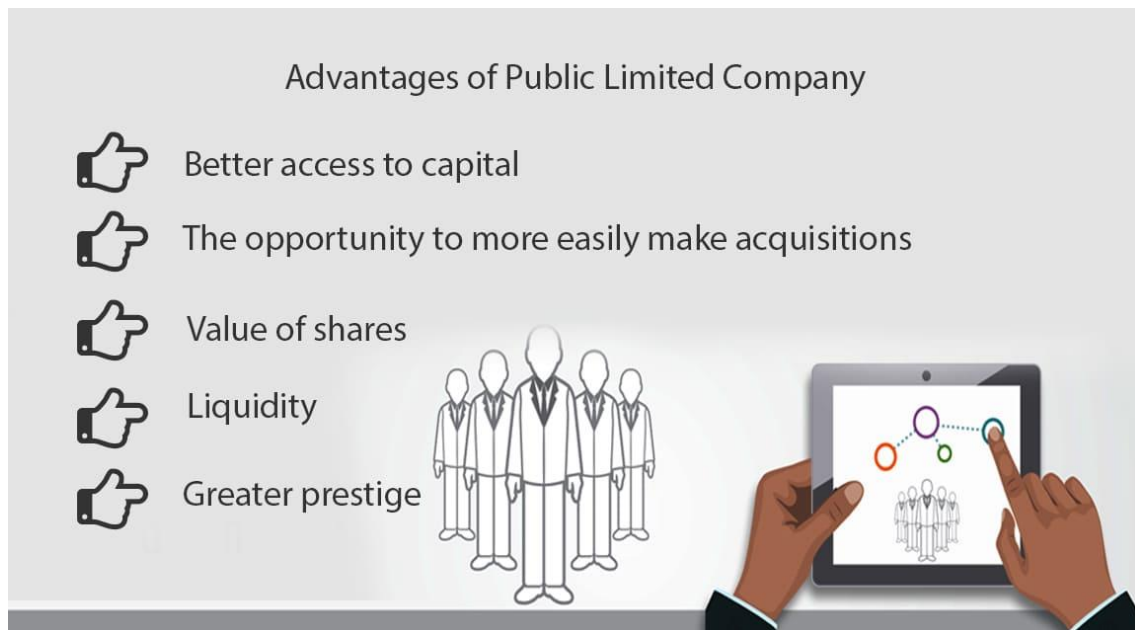 Advantages of Public Limited Company
Better access to capital
The opportunity to more easily make acquisitions
Value of shares
Liquidity
Greater prestige